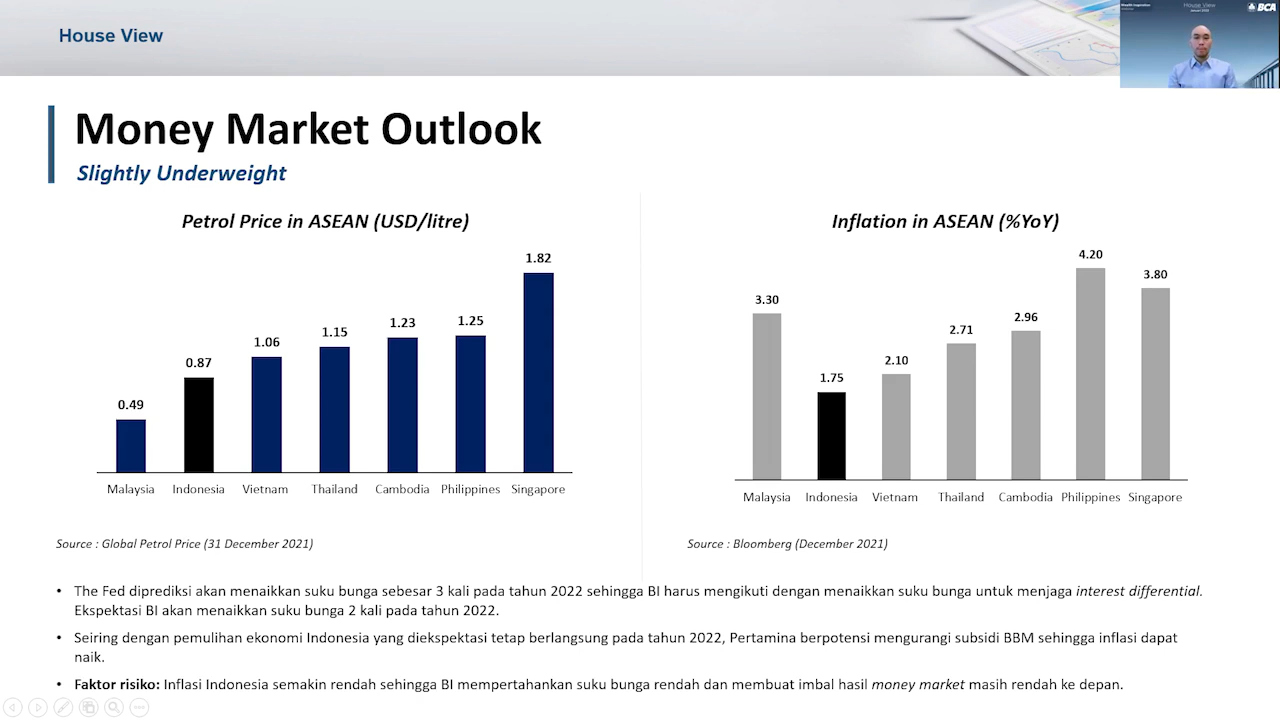 House View
House View
BCA
Money Market Outlook
Slightly Underweight
Petrol Price in ASEAN (USD/litre)
1.82
1.25
1.23
1.15
1.06
0.87
0.49
Malaysia Indonesia Vietnam Thailand Cambodia Philippines Singapore
Source : Global Petrol Price (31 December 2021)
Inflation in ASEAN (%YoY)
4.20
3.80
3.30
2.96
2.71
2.10
1.75
Malaysia Indonesia Vietnam Thailand Cambodia Philippines Singapore
Source : Bloomberg (December 2021)
• The Fed diprediksi akan menaikkan suku bunga sebesar 3 kali pada tahun 2022 sehingga BI harus mengikuti dengan menaikkan suku bunga untuk menjaga interest differential.
Ekspektasi BI akan menaikkan suku bunga 2 kali pada tahun 2022.
• Seiring dengan pemulihan ekonomi Indonesia yang diekspektasi tetap berlangsung pada tahun 2022, Pertamina berpotensi mengurangi subsidi BBM sehingga inflasi dapat
naik.
• Faktor risiko: Inflasi Indonesia semakin rendah sehingga BI mempertahankan suku bunga rendah dan membuat imbal hasil money market masih rendah ke depan.